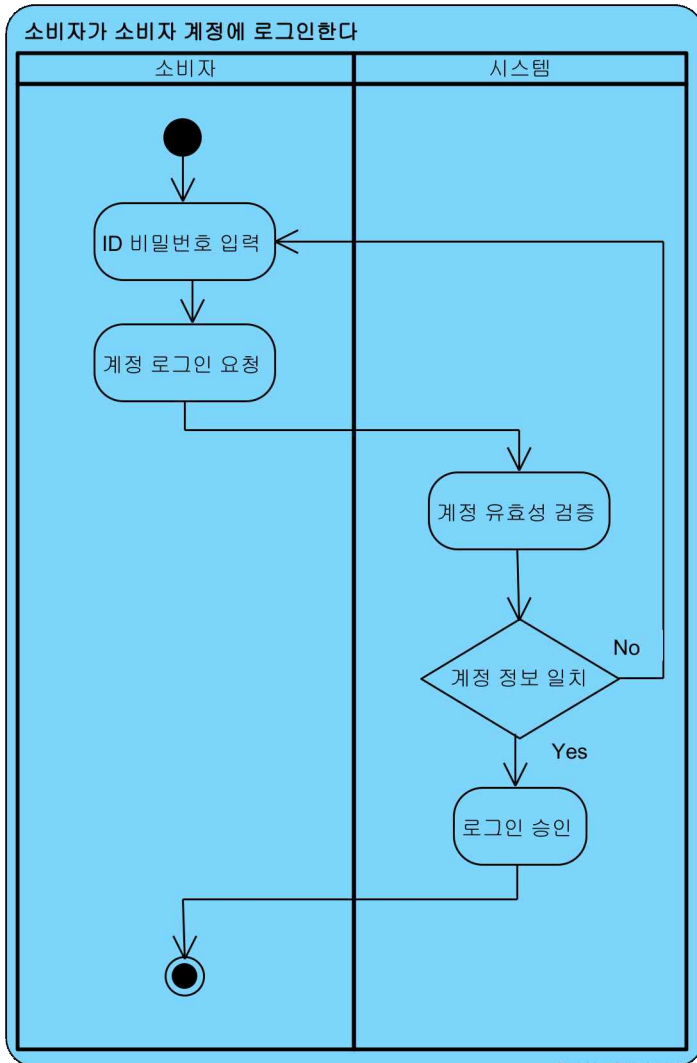 소비자가 소비자 계정에 로그인한다
소비자
시스템
ID 비밀번호 입력
계정 로그인 요청
계정 유효성 검증
계정 정보 일치
No
Yes
로그인 승인